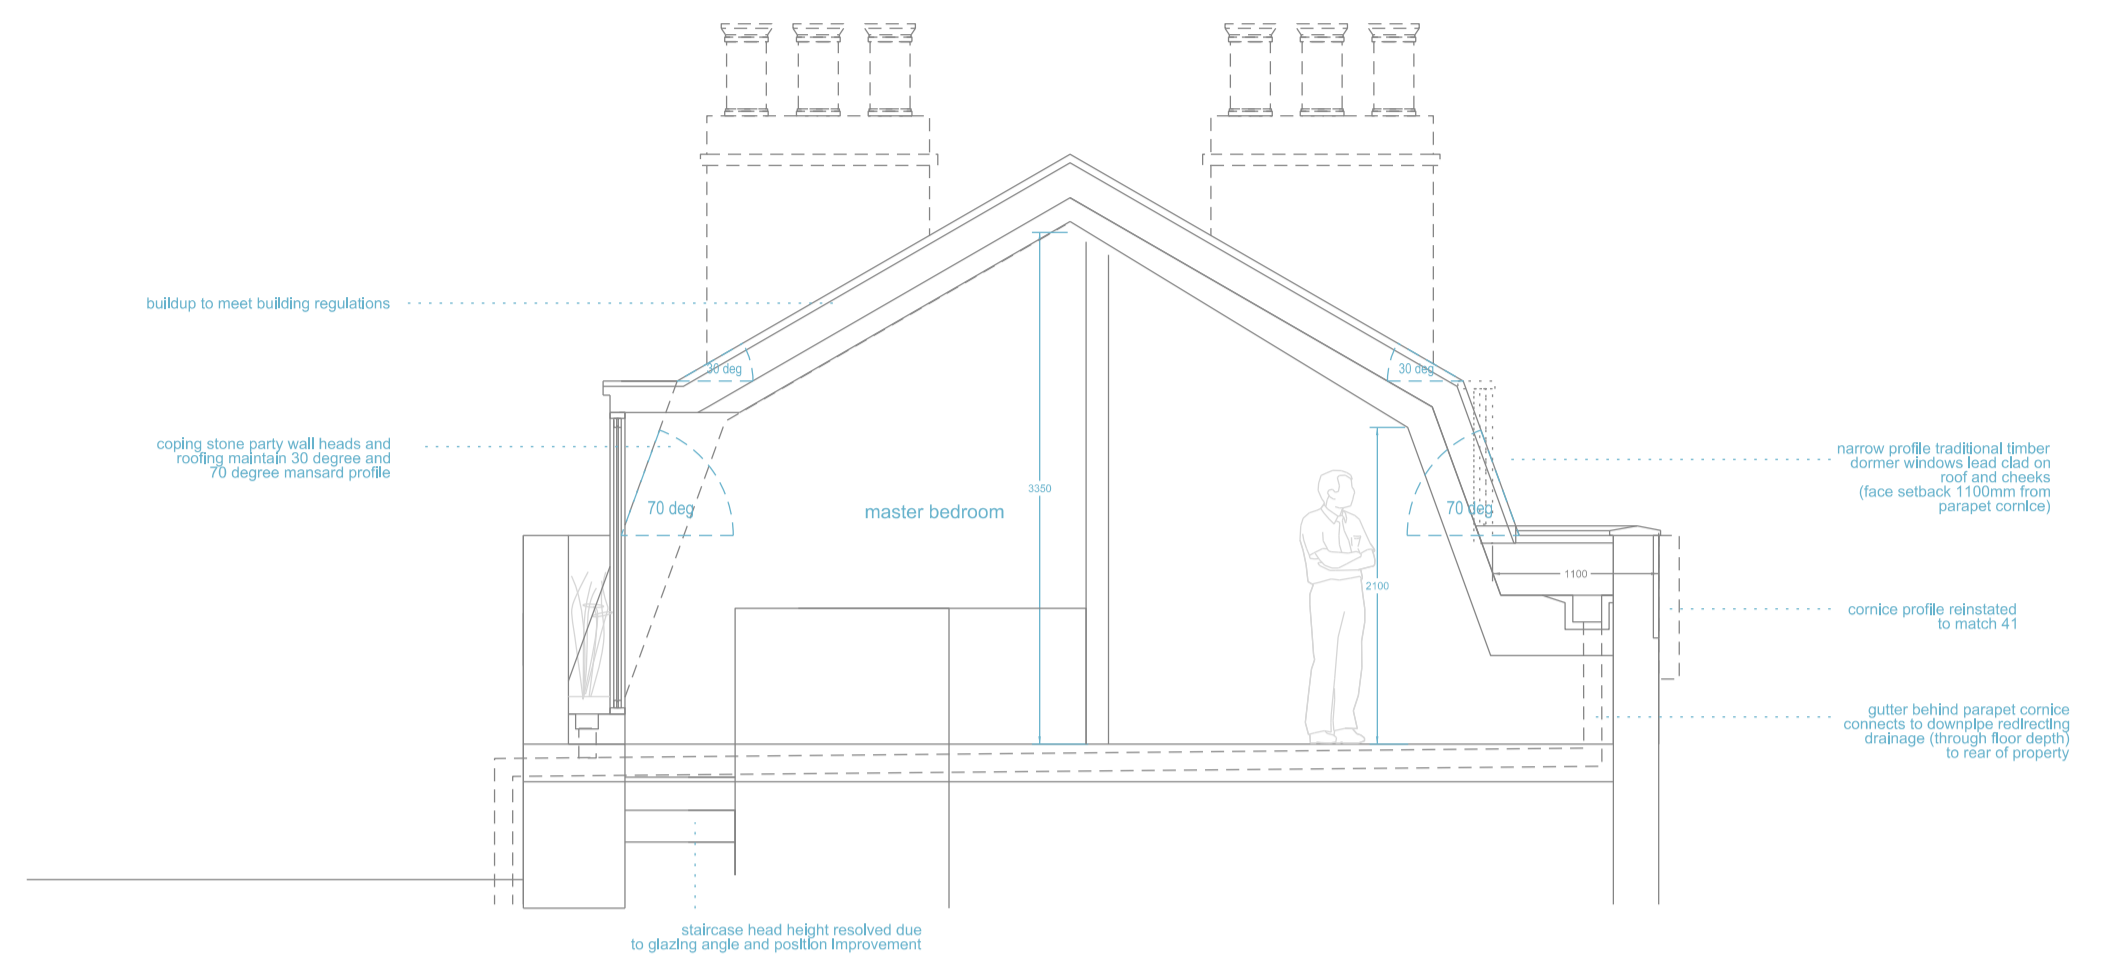 buildup to meet building regulations
30 deg
30 deg
coping stone party wall heads and
roofing maintain 30 degree and
70 degree mansard profile
narrow profile traditional timber
dormer windows lead clad on
roof and cheeks
(face setback 1100mm from
parapet cornice)
3350
70 deg
master bedroom
70 deg
1100
2100
cornice profile reinstated
to match 41
gutter behind parapet cornice
connects to downpipe redirecting
drainage (through floor depth)
to rear of property
staircase head height resolved due
to glazing angle and position improvement